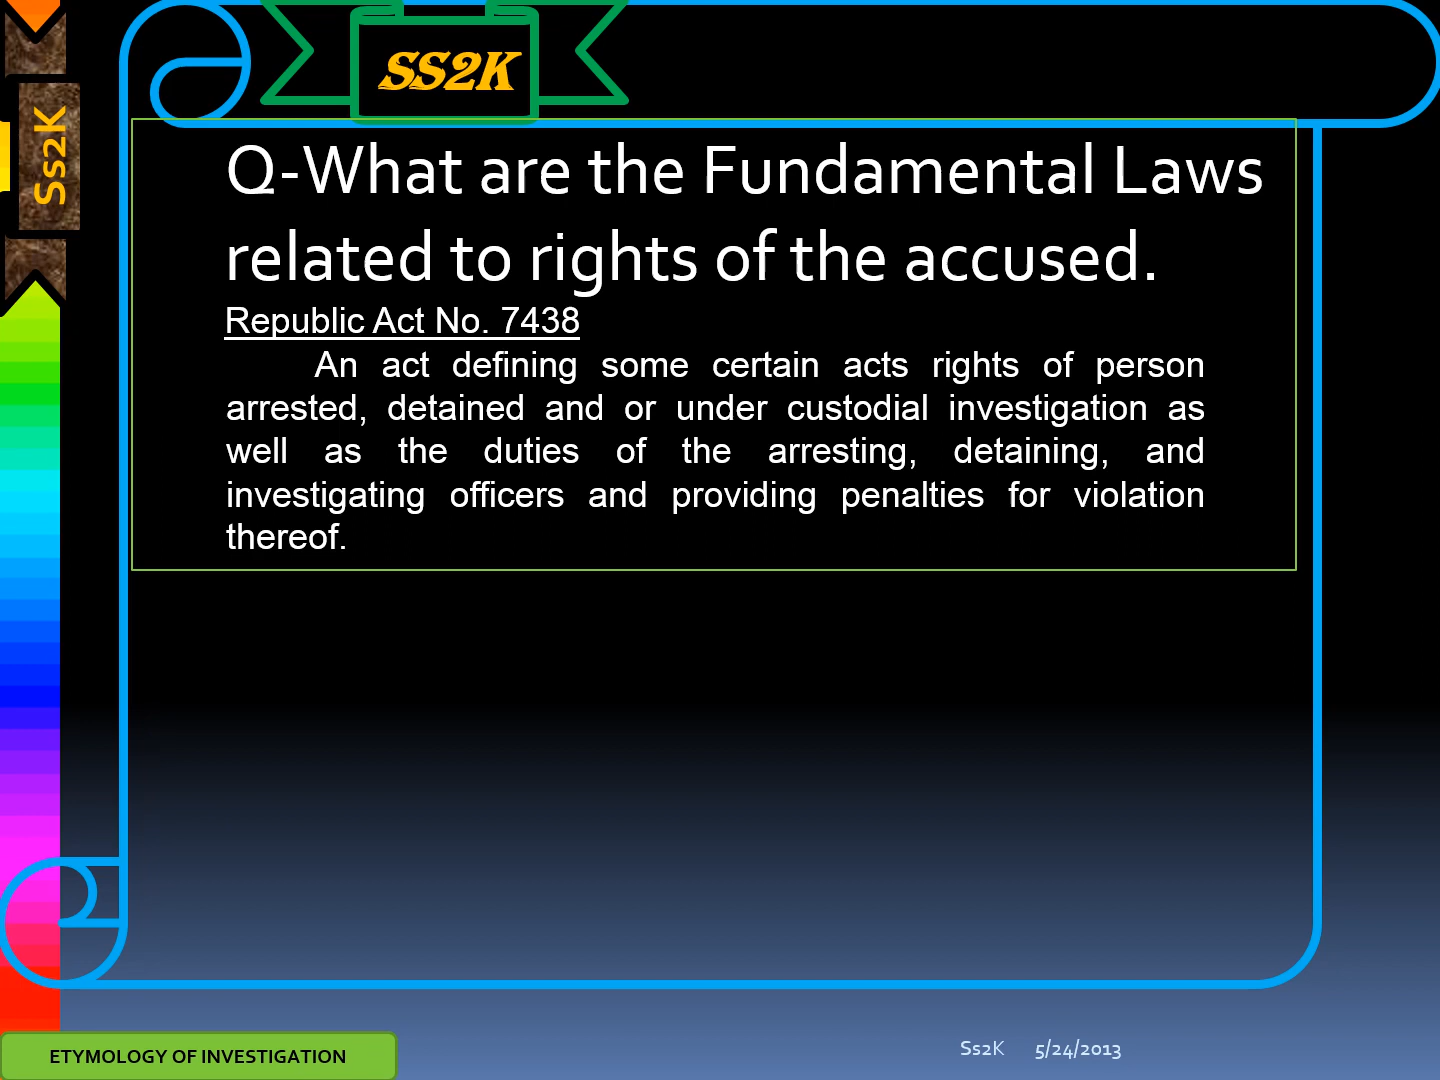 SS2K
Ss2K
Q-What are the Fundamental Laws
related to rights of the accused.
Republic Act No. 7438
An act defining some certain acts rights of person
arrested, detained and or under custodial investigation as
well as the duties of the arresting, detaining, and
investigating officers and providing penalties for violation
thereof.
ETYMOLOGY OF INVESTIGATION
Ss2K 5/24/2013